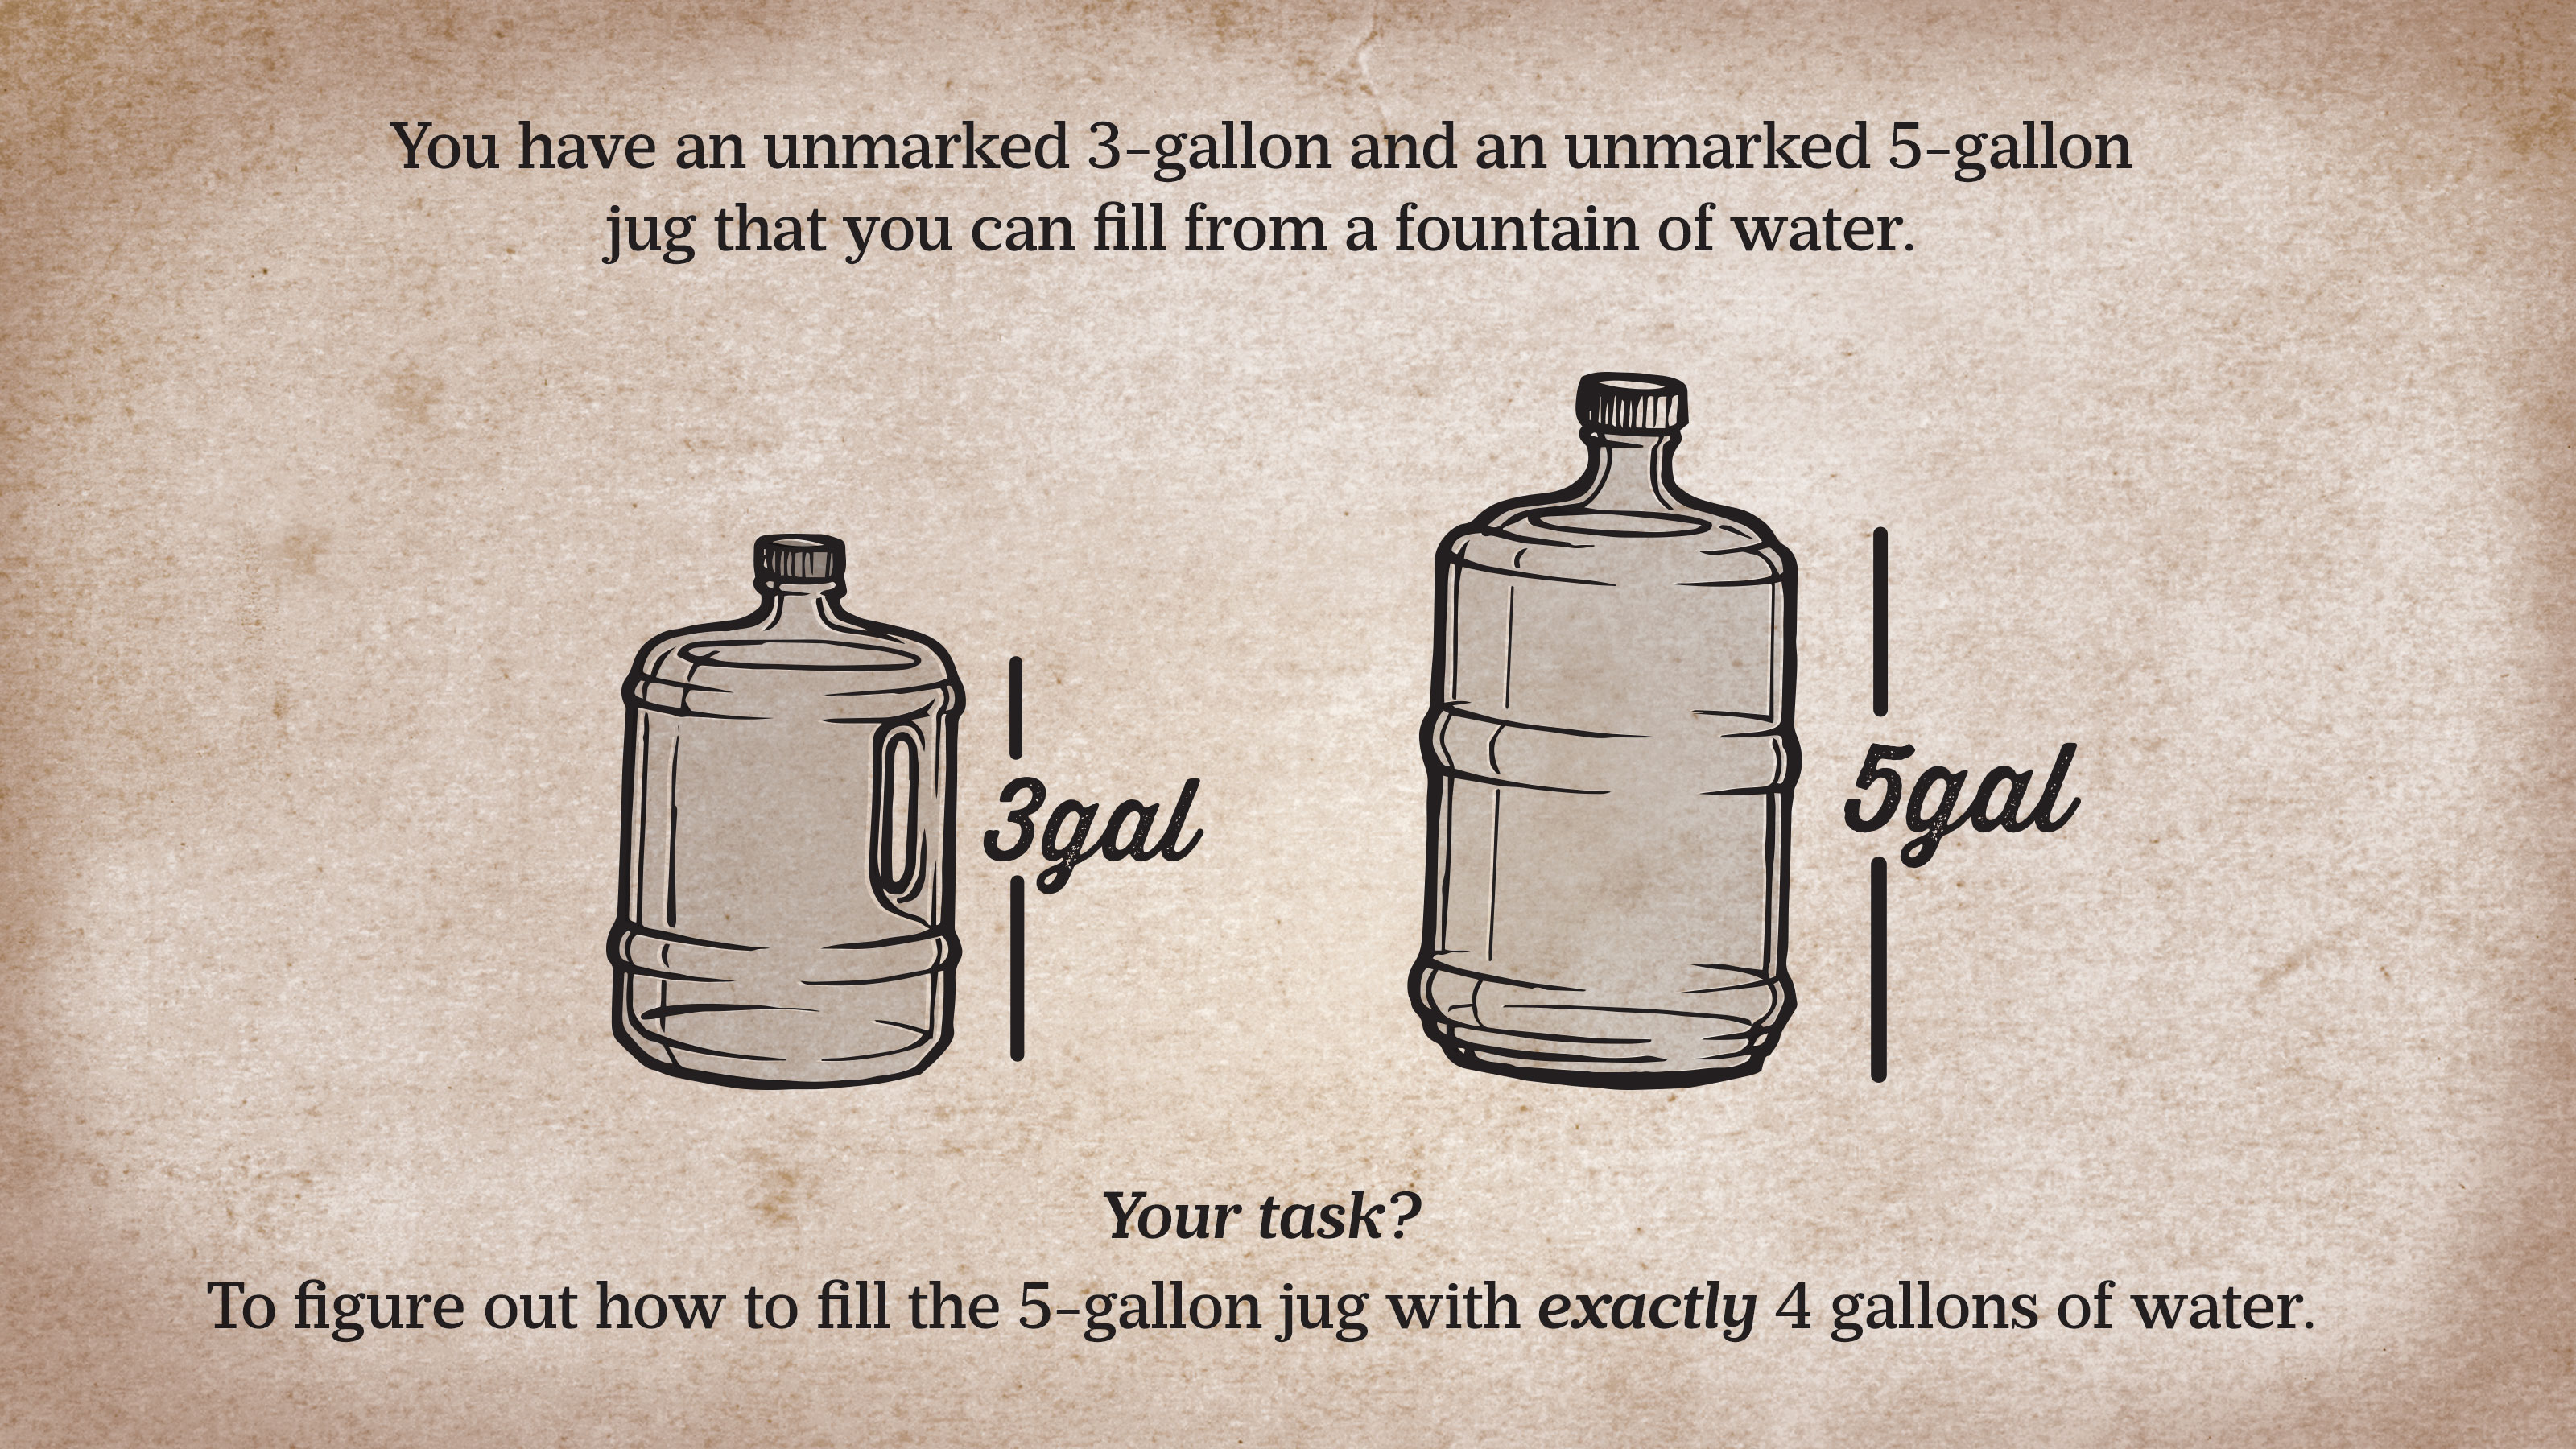 You have an unmarked 3-gallon and an unmarked 5-gallon
jug that you can fill from a fountain of water.
3gal
5gal
Your task?
To figure out how to fill the 5-gallon jug with exactly 4 gallons of water.